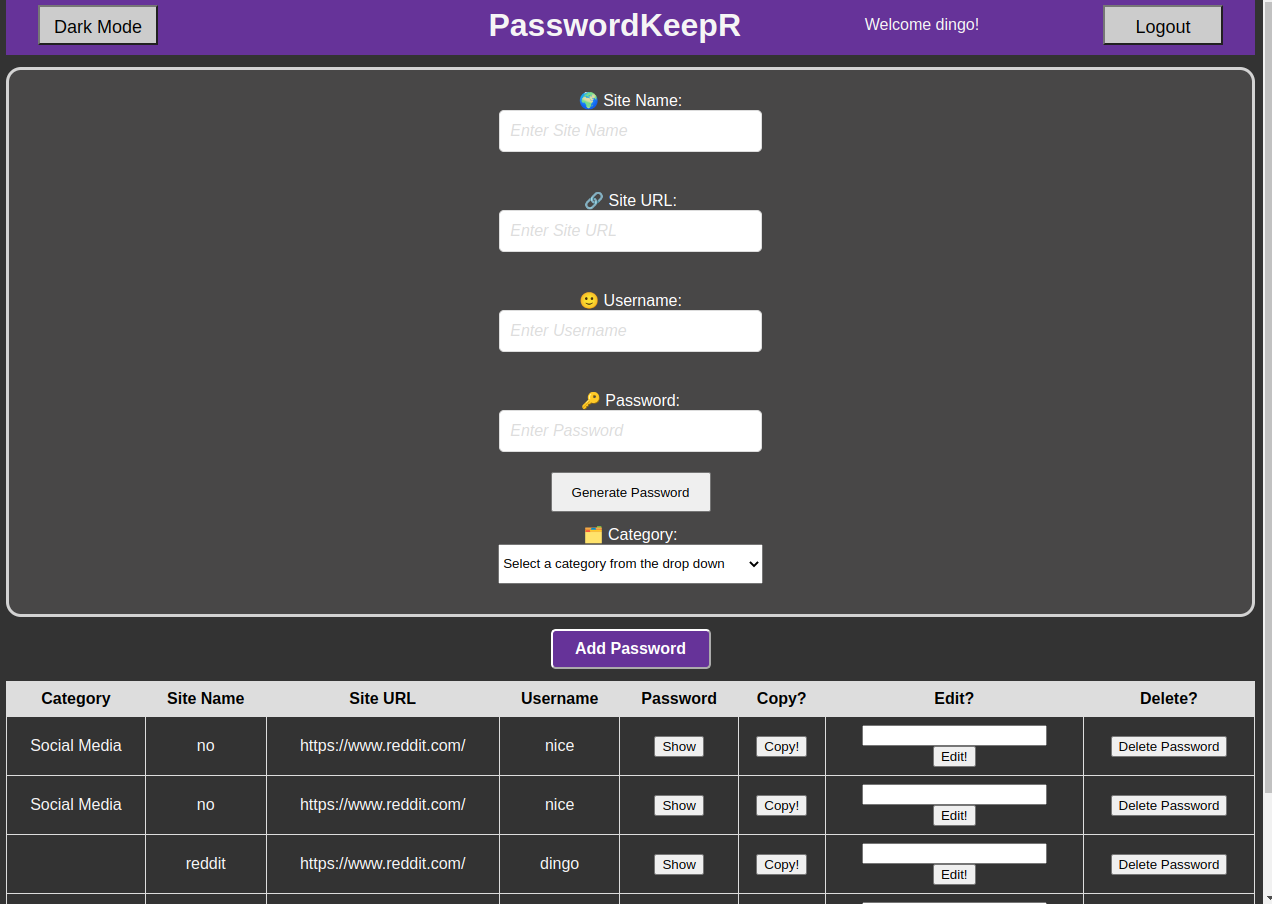 Dark Mode PasswordKeepR Welcome dingo! Logout
🌍 Site Name:
Enter Site Name
🔗 Site URL:
Enter Site URL
🙂 Username:
Enter Username
🔑 Password:
Enter Password
Generate Password
🗂️ Category:
Select a category from the drop down
Add Password
Category Site Name Site URL Username Password Copy? Edit? Delete?
Social Media no https://www.reddit.com/ nice Show Copy! Edit! Delete Password
Social Media no https://www.reddit.com/ nice Show Copy! Edit! Delete Password
reddit https://www.reddit.com/ dingo Show Copy! Edit! Delete Password